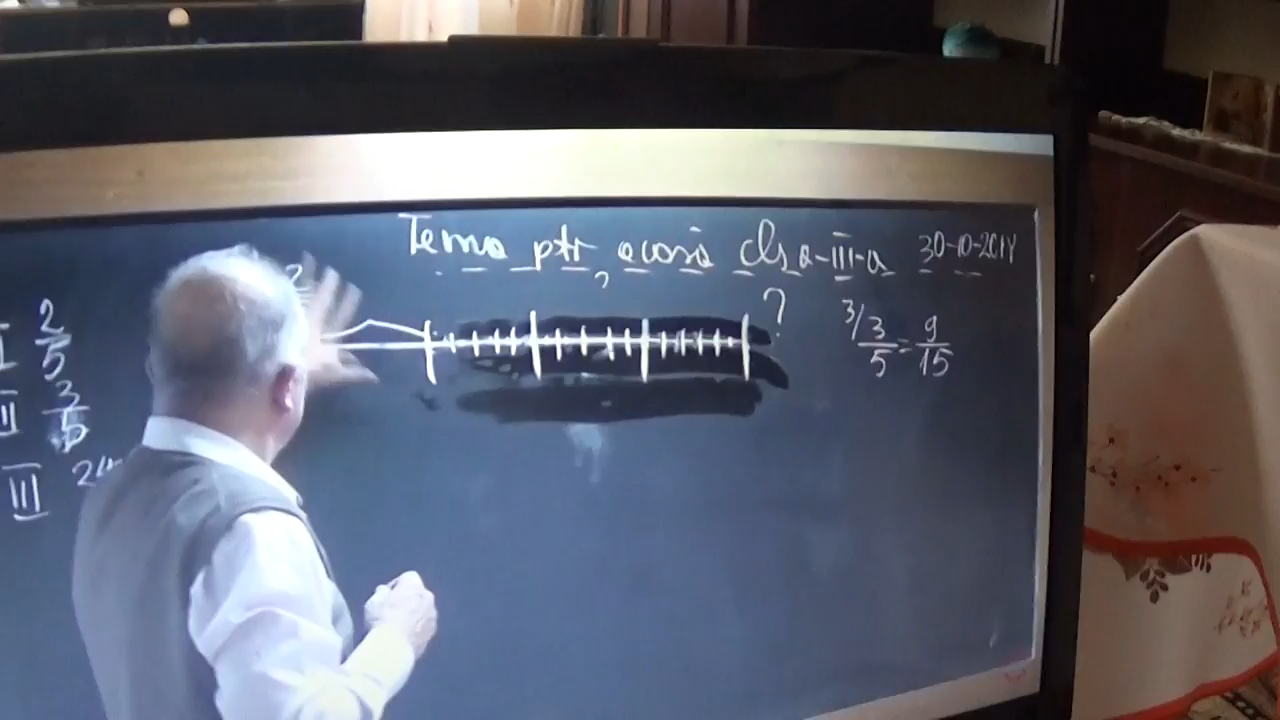 Tema ptr, acasă cls a-III-a 30-10-2014
?
I 2/5
3/ 3/5 = 9/15
II 3/5
III 24